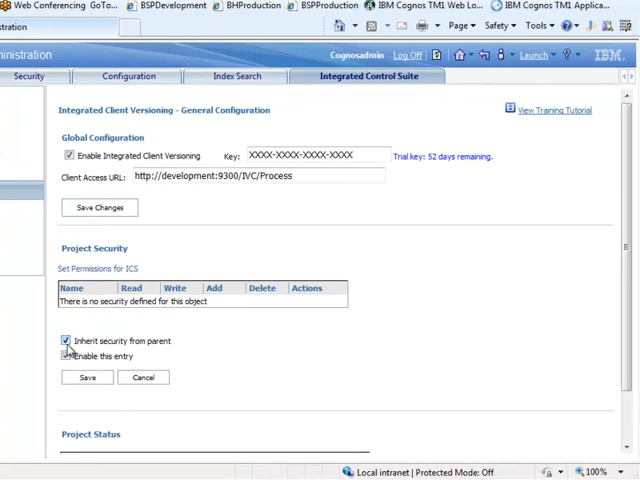 Web Conferencing GoTo...
BSPDevelopment
BHProduction
BSPProduction
IBM Cognos TM1 Web Lo...
IBM Cognos TM1 Applica...
Page
Safety
Tools
Cognosadmin
Log Off
Launch
IBM.
Security
Configuration
Index Search
Integrated Control Suite
Integrated Client Versioning - General Configuration
View Training Tutorial
Global Configuration
Enable Integrated Client Versioning
Key:
XXXX-XXXX-XXXX-XXXX
Trial key: 52 days remaining.
Client Access URL:
http://development:9300/IVC/Process
Save Changes
Project Security
Set Permissions for ICS
Name Read Write Add Delete Actions
There is no security defined for this object
Inherit security from parent
Enable this entry
Save
Cancel
Project Status
Local intranet | Protected Mode: Off
100%